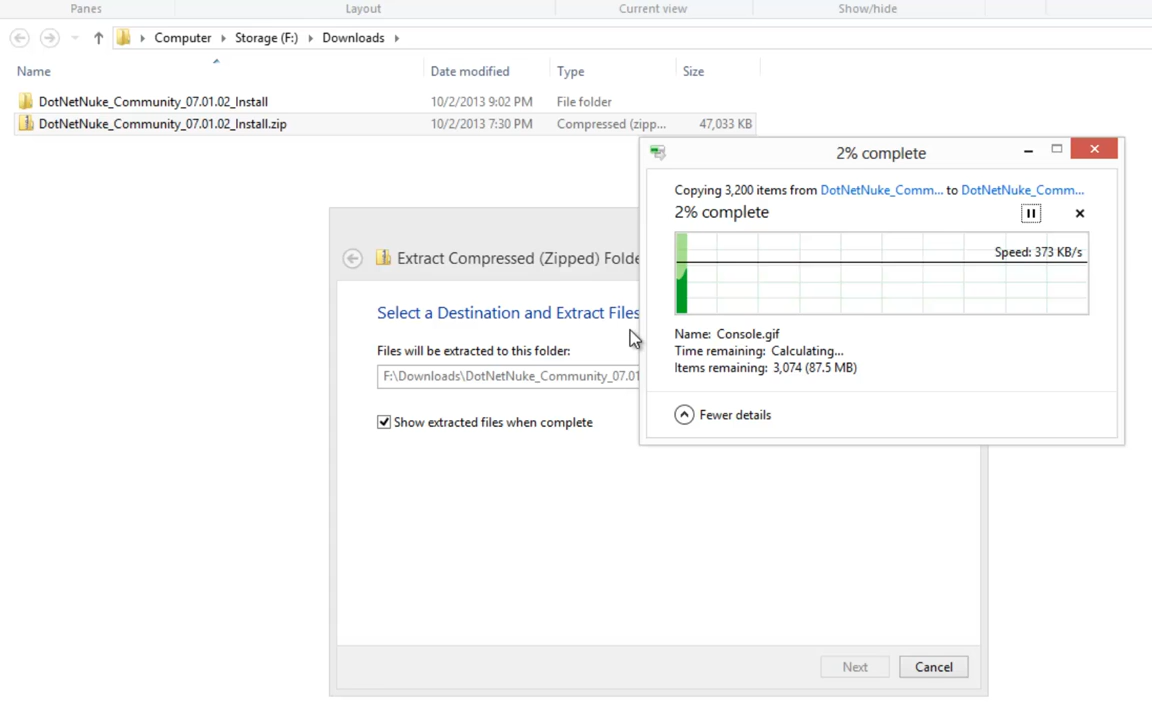 Panes Layout Current view Show/hide
Computer Storage (F:) Downloads
Name Date modified Type Size
DotNetNuke_Community_07.01.02_Install 10/2/2013 9:02 PM File folder
DotNetNuke_Community_07.01.02_Install.zip 10/2/2013 7:30 PM Compressed (zipp... 47,033 KB
2% complete
Copying 3,200 items from DotNetNuke_Comm... to DotNetNuke_Comm...
2% complete
Speed: 373 KB/s
Name: Console.gif
Time remaining: Calculating...
Items remaining: 3,074 (87.5 MB)
Fewer details
Extract Compressed (Zipped) Folde
Select a Destination and Extract Files
Files will be extracted to this folder:
F:\Downloads\DotNetNuke_Community_07.01
Show extracted files when complete
Next Cancel